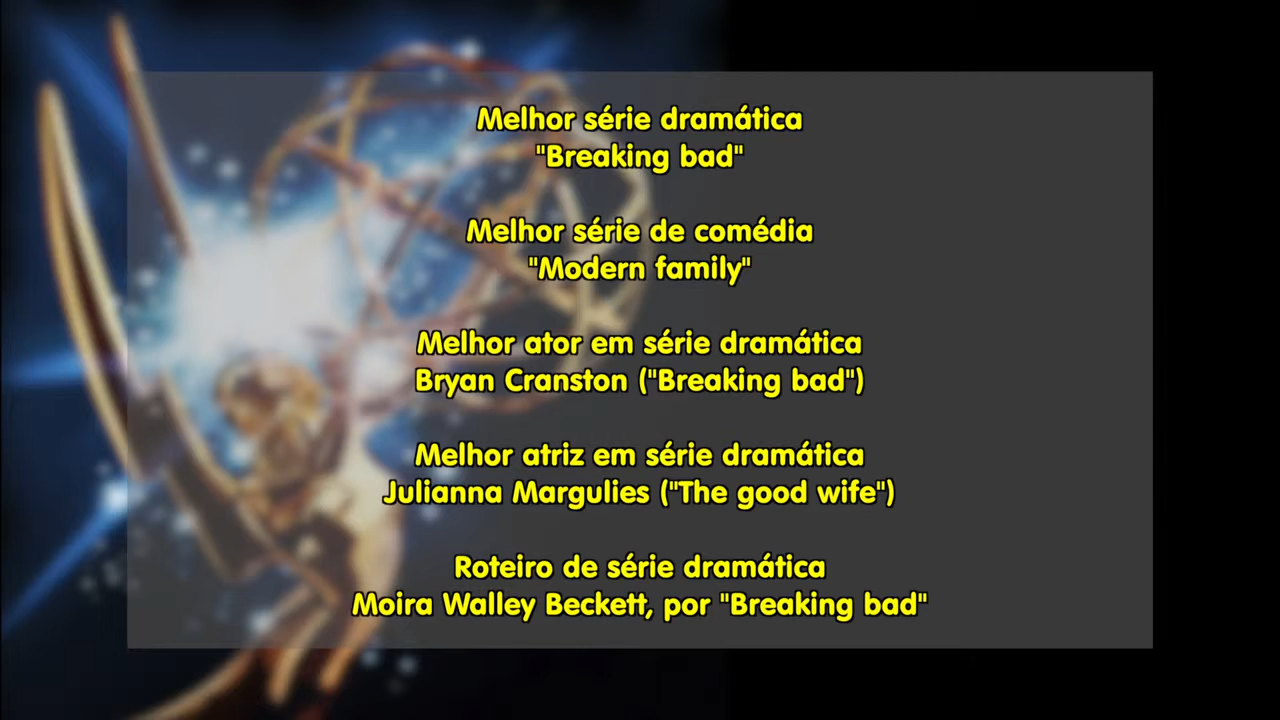 Melhor série dramática
"Breaking bad"
Melhor série de comédia
"Modern family"
Melhor ator em série dramática
Bryan Cranston ("Breaking bad")
Melhor atriz em série dramática
Julianna Margulies ("The good wife")
Roteiro de série dramática
Moira Walley Beckett, por "Breaking bad"